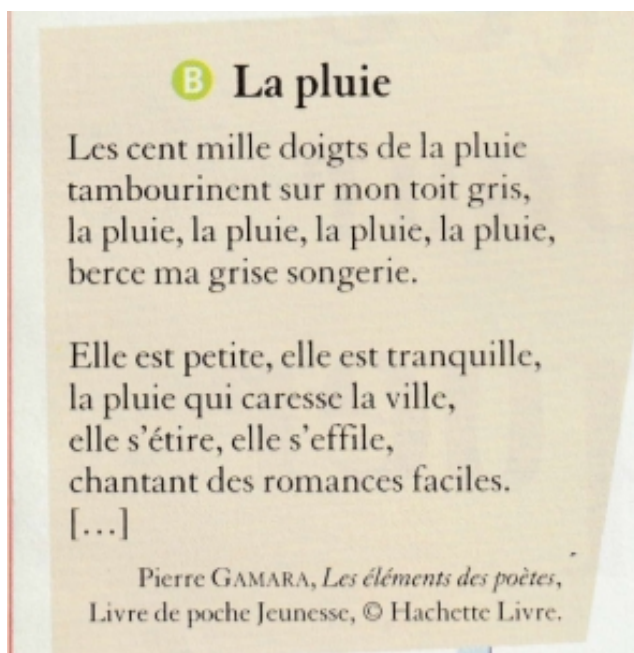 B La pluie
Les cent mille doigts de la pluie
tambourinent sur mon toit gris,
la pluie, la pluie, la pluie, la pluie,
berce ma grise songerie.
Elle est petite, elle est tranquille,
la pluie qui caresse la ville,
elle s’étire, elle s’effile,
chantant des romances faciles.
[…]
Pierre GAMARA, Les éléments des poètes,
Livre de poche Jeunesse, © Hachette Livre.